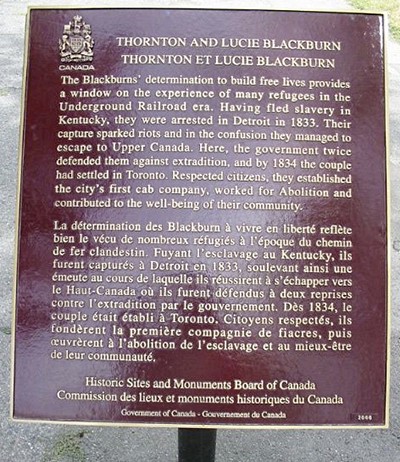 CANADA
THORNTON AND LUCIE BLACKBURN
THORNTON ET LUCIE BLACKBURN
The Blackburns' determination to build free lives provides
a window on the experience of many refugees in the
Underground Railroad era. Having fled slavery in
Kentucky, they were arrested in Detroit in 1833. Their
capture sparked riots and in the confusion they managed to
escape to Upper Canada. Here, the government twice
defended them against extradition, and by 1834 the couple
had settled in Toronto. Respected citizens, they established
the city's first cab company, worked for Abolition and
contributed to the well-being of their community.
La détermination des Blackburn à vivre en liberté reflète
bien le vécu de nombreux réfugiés à l'époque du chemin
de fer clandestin. Fuyant l'esclavage au Kentucky, ils
furent capturés à Detroit en 1833, soulevant ainsi une
émeute au cours de laquelle ils réussirent à s'échapper vers
le Haut-Canada où ils furent défendus à deux reprises
contre l'extradition par le gouvernement. Dès 1834, le
couple était établi à Toronto. Citoyens respectés, ils
fondèrent la première compagnie de fiacres, puis
œuvrèrent à l'abolition de l'esclavage et au mieux-être
de leur communauté.
Historic Sites and Monuments Board of Canada
Commission des lieux et monuments historiques du Canada
Government of Canada - Gouvernement du Canada